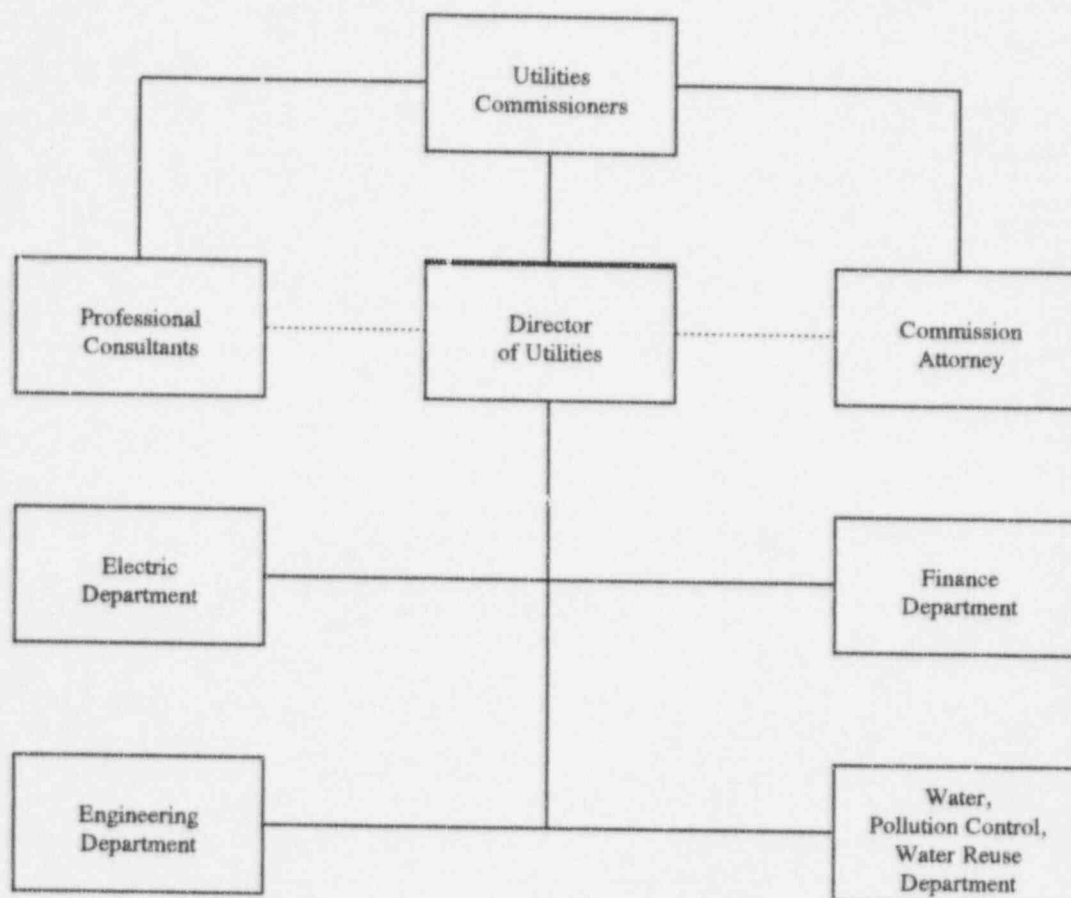 Utilities
Commissioners
Professional
Consultants
Director
of Utilities
Commission
Attorney
Electric
Department
Finance
Department
Engineering
Department
Water,
Pollution Control,
Water Reuse
Department